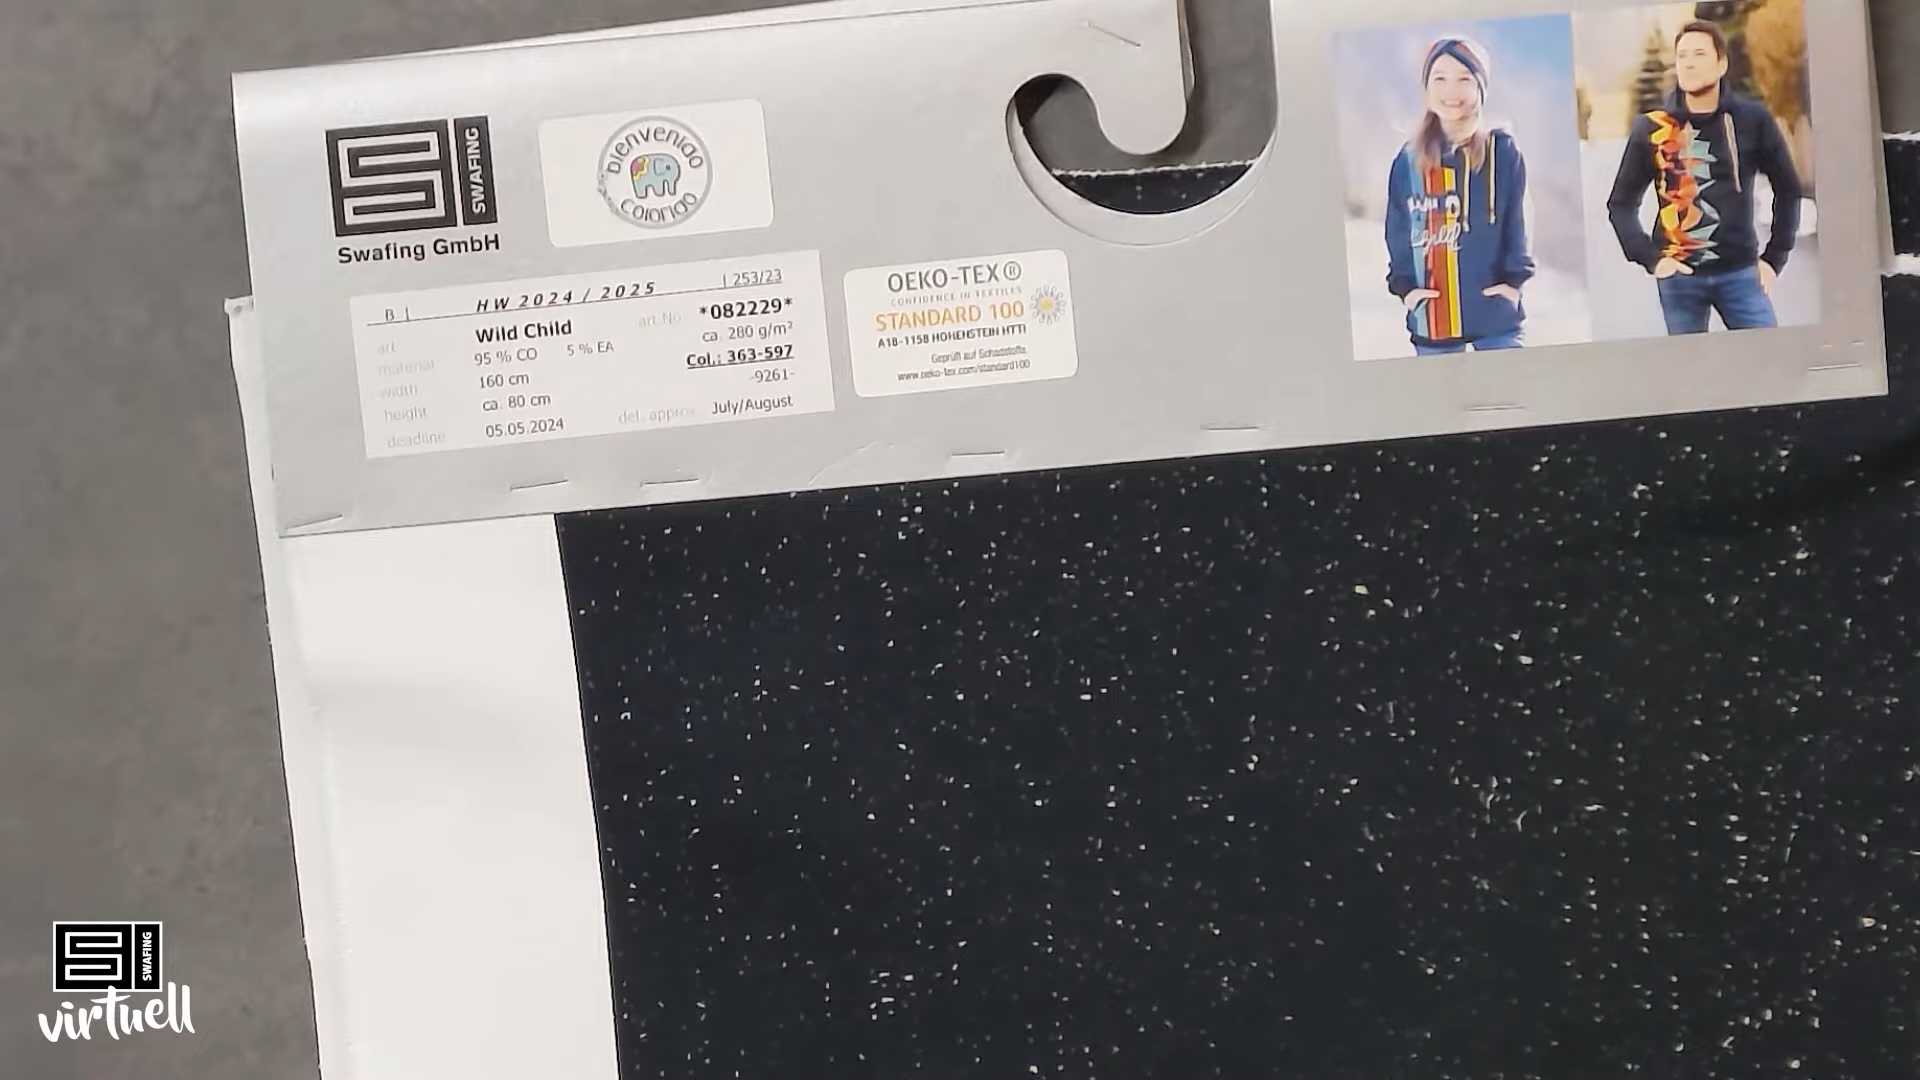 SWAFING
Swafing GmbH
Bienvenido
Colorido
B | HW 2024 / 2025 | 253/23
art Wild Child art.No. *082229*
material 95 % CO 5 % EA ca. 280 g/m²
width 160 cm Col.: 363-597
height ca. 80 cm -9261-
deadline 05.05.2024 del. approx. July/August
OEKO-TEX®
CONFIDENCE IN TEXTILES
STANDARD 100
A18-1158 HOHENSTEIN HTTI
Geprüft auf Schadstoffe.
www.oeko-tex.com/standard100
Child
SWAFING
virtuell